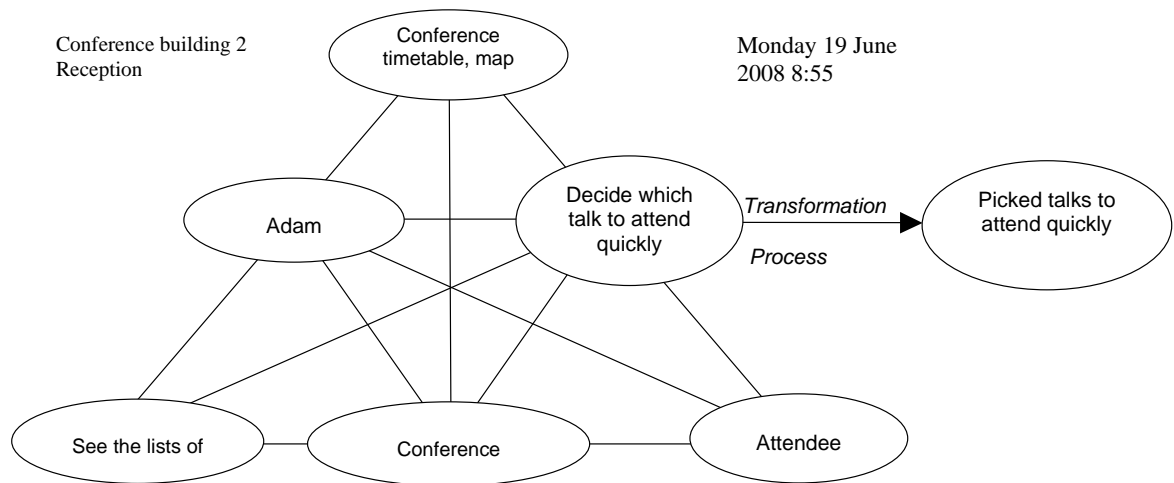 Conference building 2
Reception
Conference
timetable, map
Monday 19 June
2008 8:55
Adam
Decide which
talk to attend
quickly
Transformation
Process
Picked talks to
attend quickly
See the lists of
Conference
Attendee